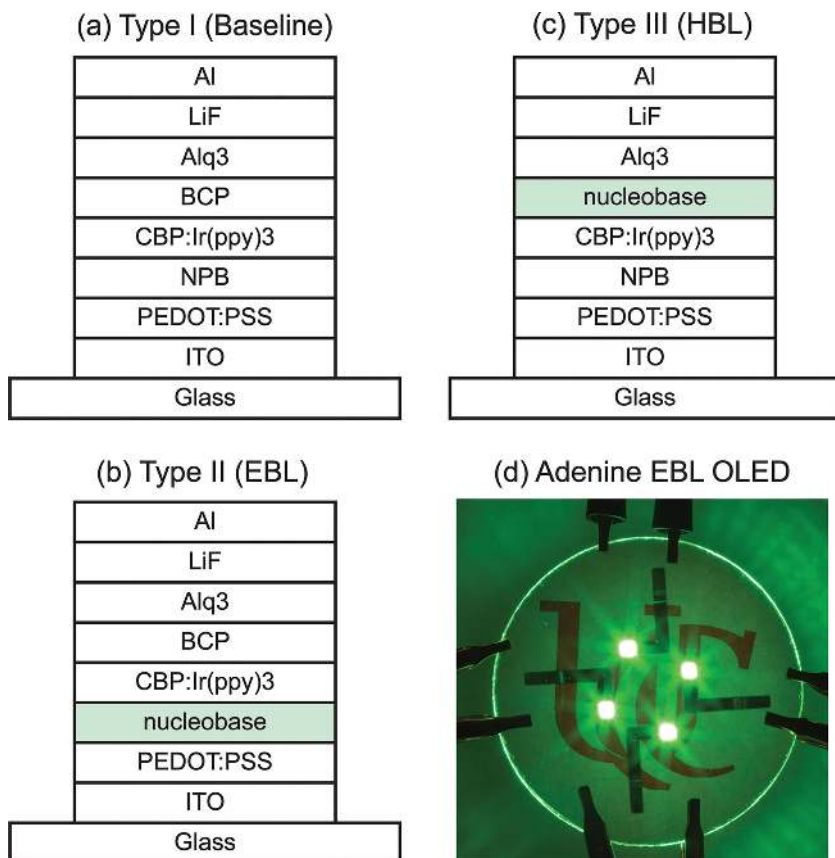 (a) Type I (Baseline)
Al
LiF
Alq3
BCP
CBP:Ir(ppy)3
NPB
PEDOT:PSS
ITO
Glass
(c) Type III (HBL)
Al
LiF
Alq3
nucleobase
CBP:Ir(ppy)3
NPB
PEDOT:PSS
ITO
Glass
(b) Type II (EBL)
Al
LiF
Alq3
BCP
CBP:Ir(ppy)3
nucleobase
PEDOT:PSS
ITO
Glass
(d) Adenine EBL OLED
UC